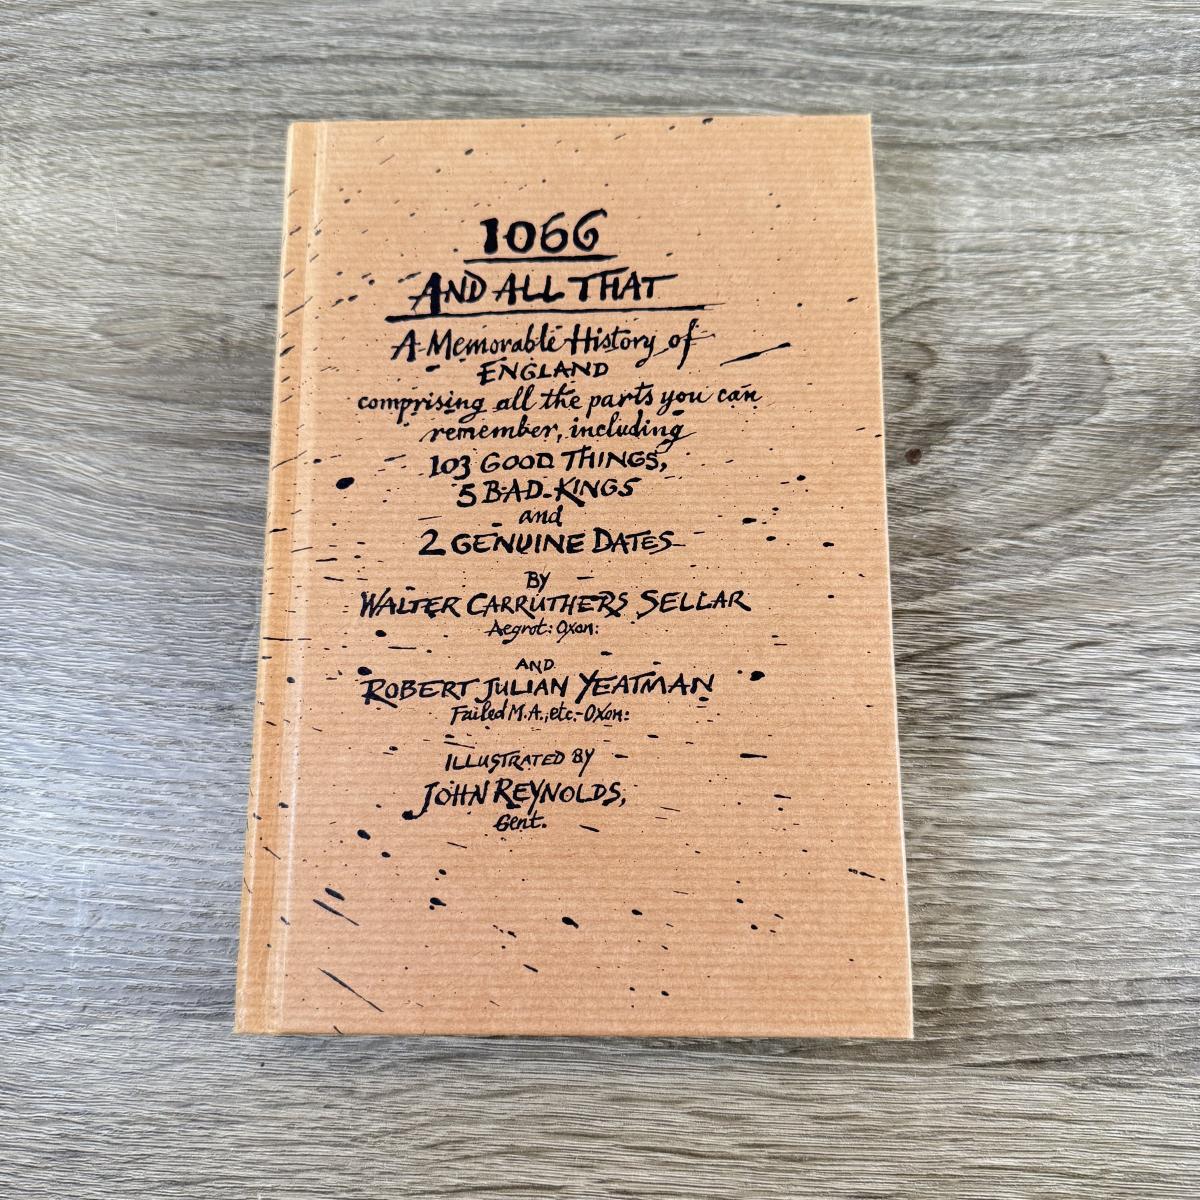 1066
AND ALL THAT
A Memorable History of
ENGLAND
comprising all the parts you can
remember, including
103 GOOD THINGS,
5 BAD KINGS
and
2 GENUINE DATES
BY
WALTER CARRUTHERS SELLAR
Aegrot: Oxon:
AND
ROBERT JULIAN YEATMAN
Failed M.A., etc. Oxon:
ILLUSTRATED BY
JOHN REYNOLDS,
Gent.